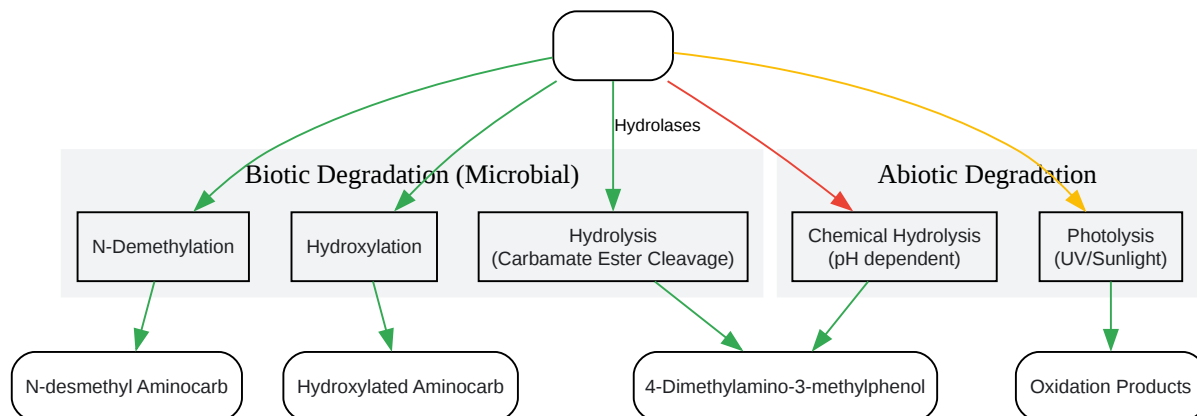 Hydrolases
Biotic Degradation (Microbial)
Abiotic Degradation
N-Demethylation
Hydroxylation
Hydrolysis
(Carbamate Ester Cleavage)
Chemical Hydrolysis
(pH dependent)
Photolysis
(UV/Sunlight)
N-desmethyl Aminocarb
Hydroxylated Aminocarb
4-Dimethylamino-3-methylphenol
Oxidation Products